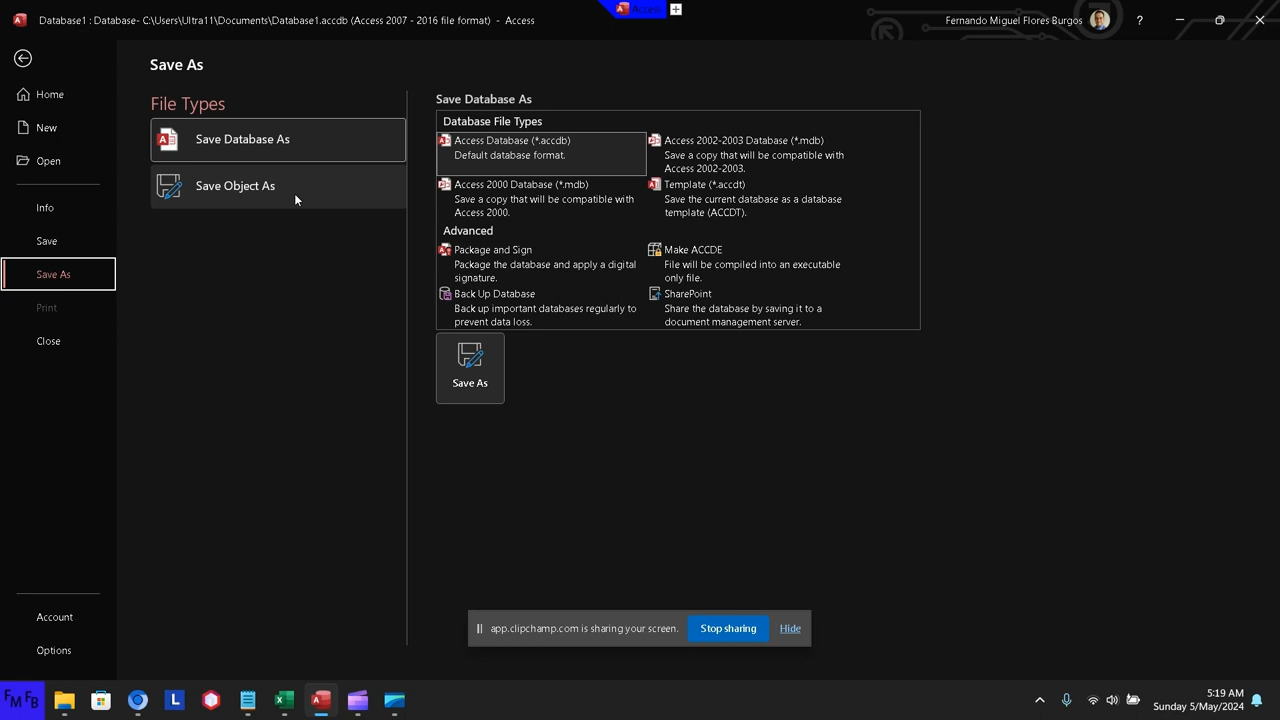 Database1 : Database- C:\Users\Ultra11\Documents\Database1.accdb (Access 2007 - 2016 file format) - Access
Access
Fernando Miguel Flores Burgos
?
Save As
Home
New
Open
Info
Save
Save As
Print
Close
Account
Options
File Types
Save Database As
Save Object As
Save Database As
Database File Types
Access Database (*.accdb)
Default database format.
Access 2002-2003 Database (*.mdb)
Save a copy that will be compatible with
Access 2002-2003.
Access 2000 Database (*.mdb)
Save a copy that will be compatible with
Access 2000.
Template (*.accdt)
Save the current database as a database
template (ACCDT).
Advanced
Package and Sign
Package the database and apply a digital
signature.
Make ACCDE
File will be compiled into an executable
only file.
Back Up Database
Back up important databases regularly to
prevent data loss.
SharePoint
Share the database by saving it to a
document management server.
Save As
app.clipchamp.com is sharing your screen.
Stop sharing
Hide
FM FB
L
5:19 AM
Sunday 5/May/2024